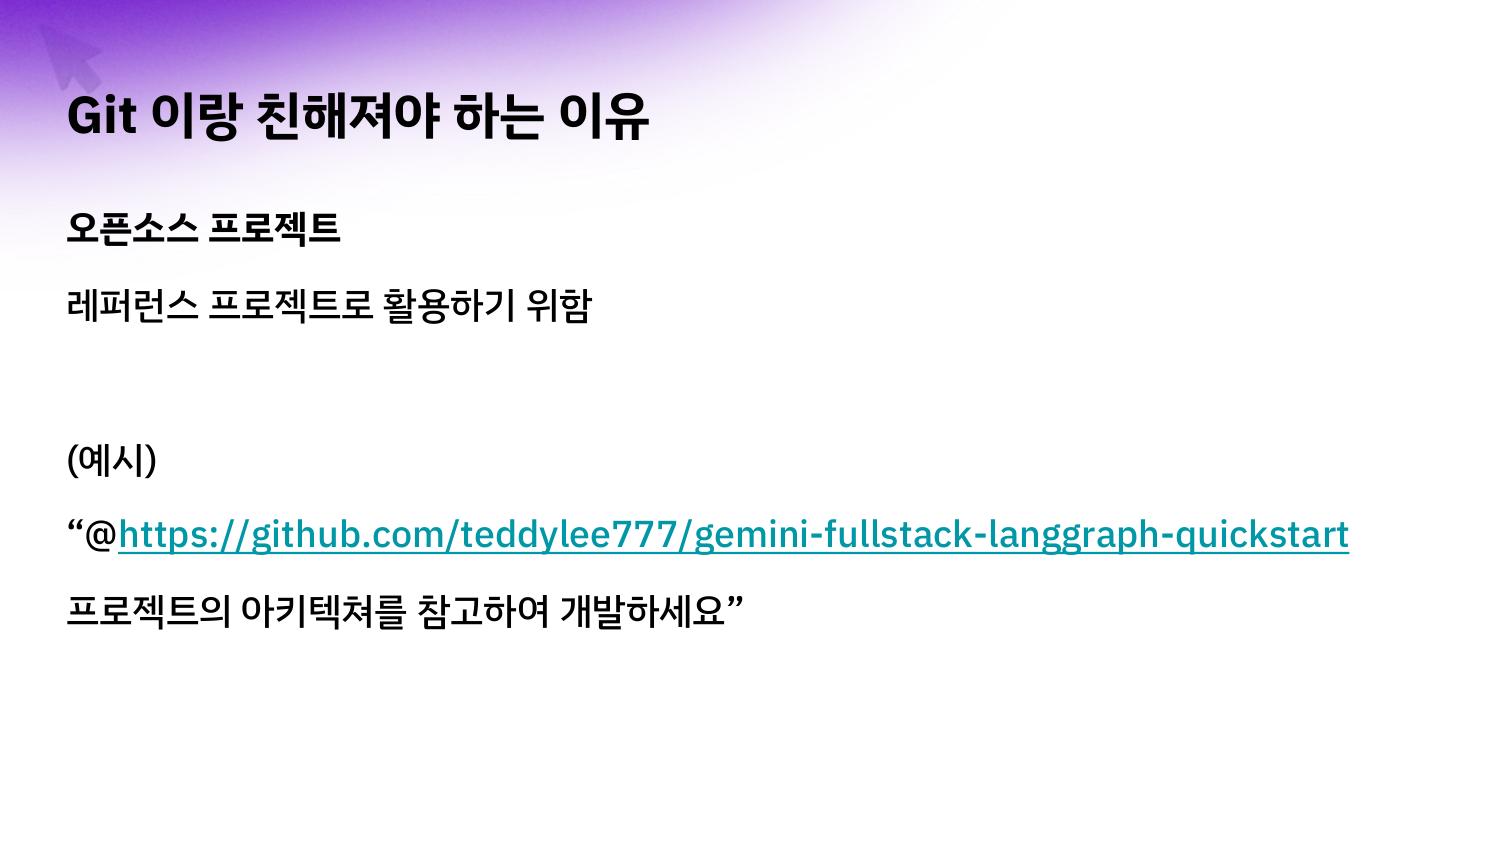 Git 이랑 친해져야 하는 이유
오픈소스 프로젝트
레퍼런스 프로젝트로 활용하기 위함
(예시)
“@https://github.com/teddylee777/gemini-fullstack-langgraph-quickstart
프로젝트의 아키텍쳐를 참고하여 개발하세요”